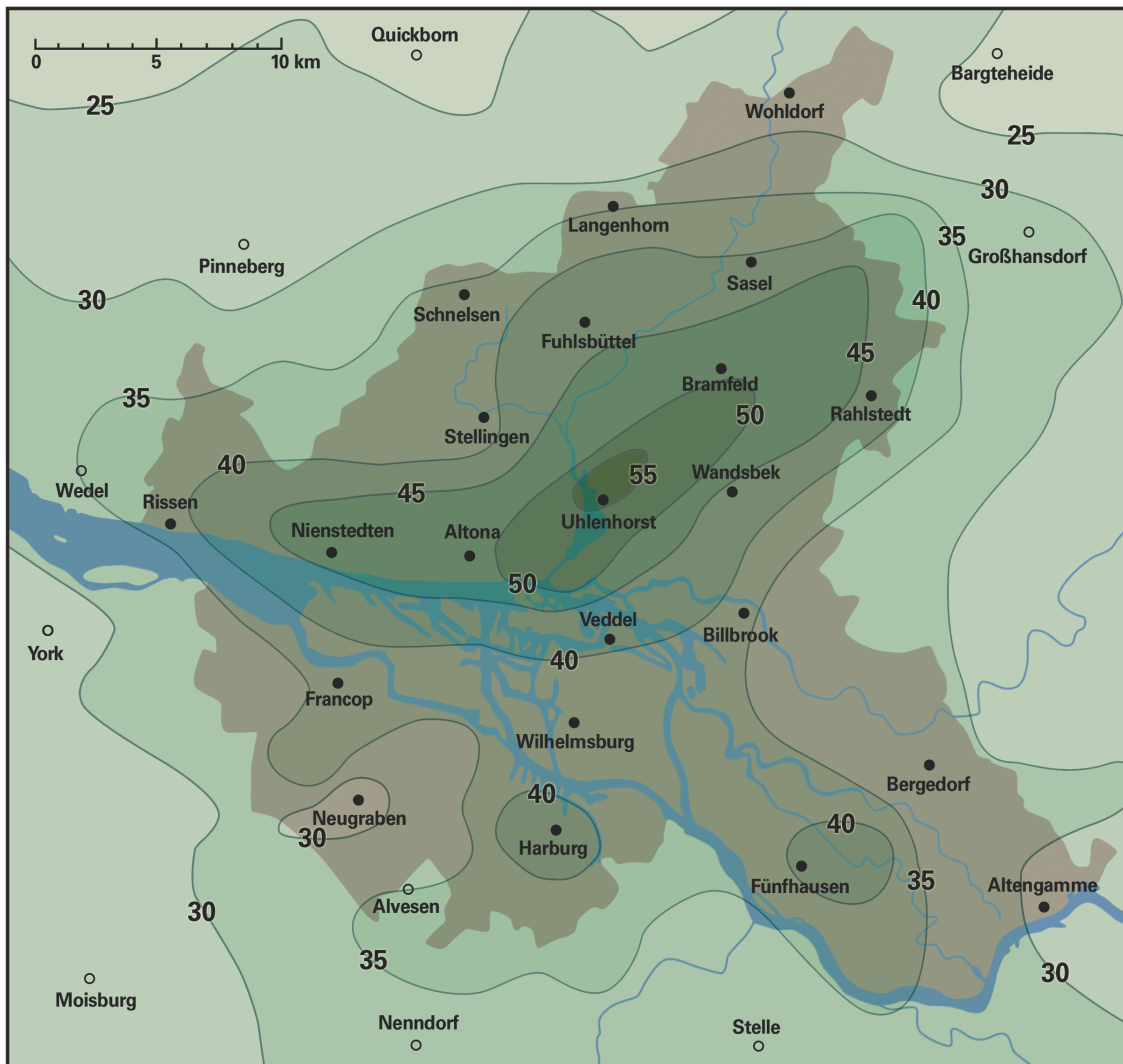 Quickborn
0 5 10 km
Bargteheide
25
Wohldorf
25
30
Langenhorn
35
Großhansdorf
Pinneberg
Sasel
30
40
Schnelsen
Fuhlsbüttel
45
Bramfeld
35
50
Rahlstedt
Stellingen
40
55
Wandsbek
Wedel
45
Rissen
Uhlenhorst
Nienstedten
Altona
50
Veddel
Billbrook
York
40
Francop
Wilhelmsburg
Bergedorf
40
Neugraben
40
30
Harburg
35
Fünfhausen
Altengamme
Alvesen
30
35
30
Moisburg
Nenndorf
Stelle